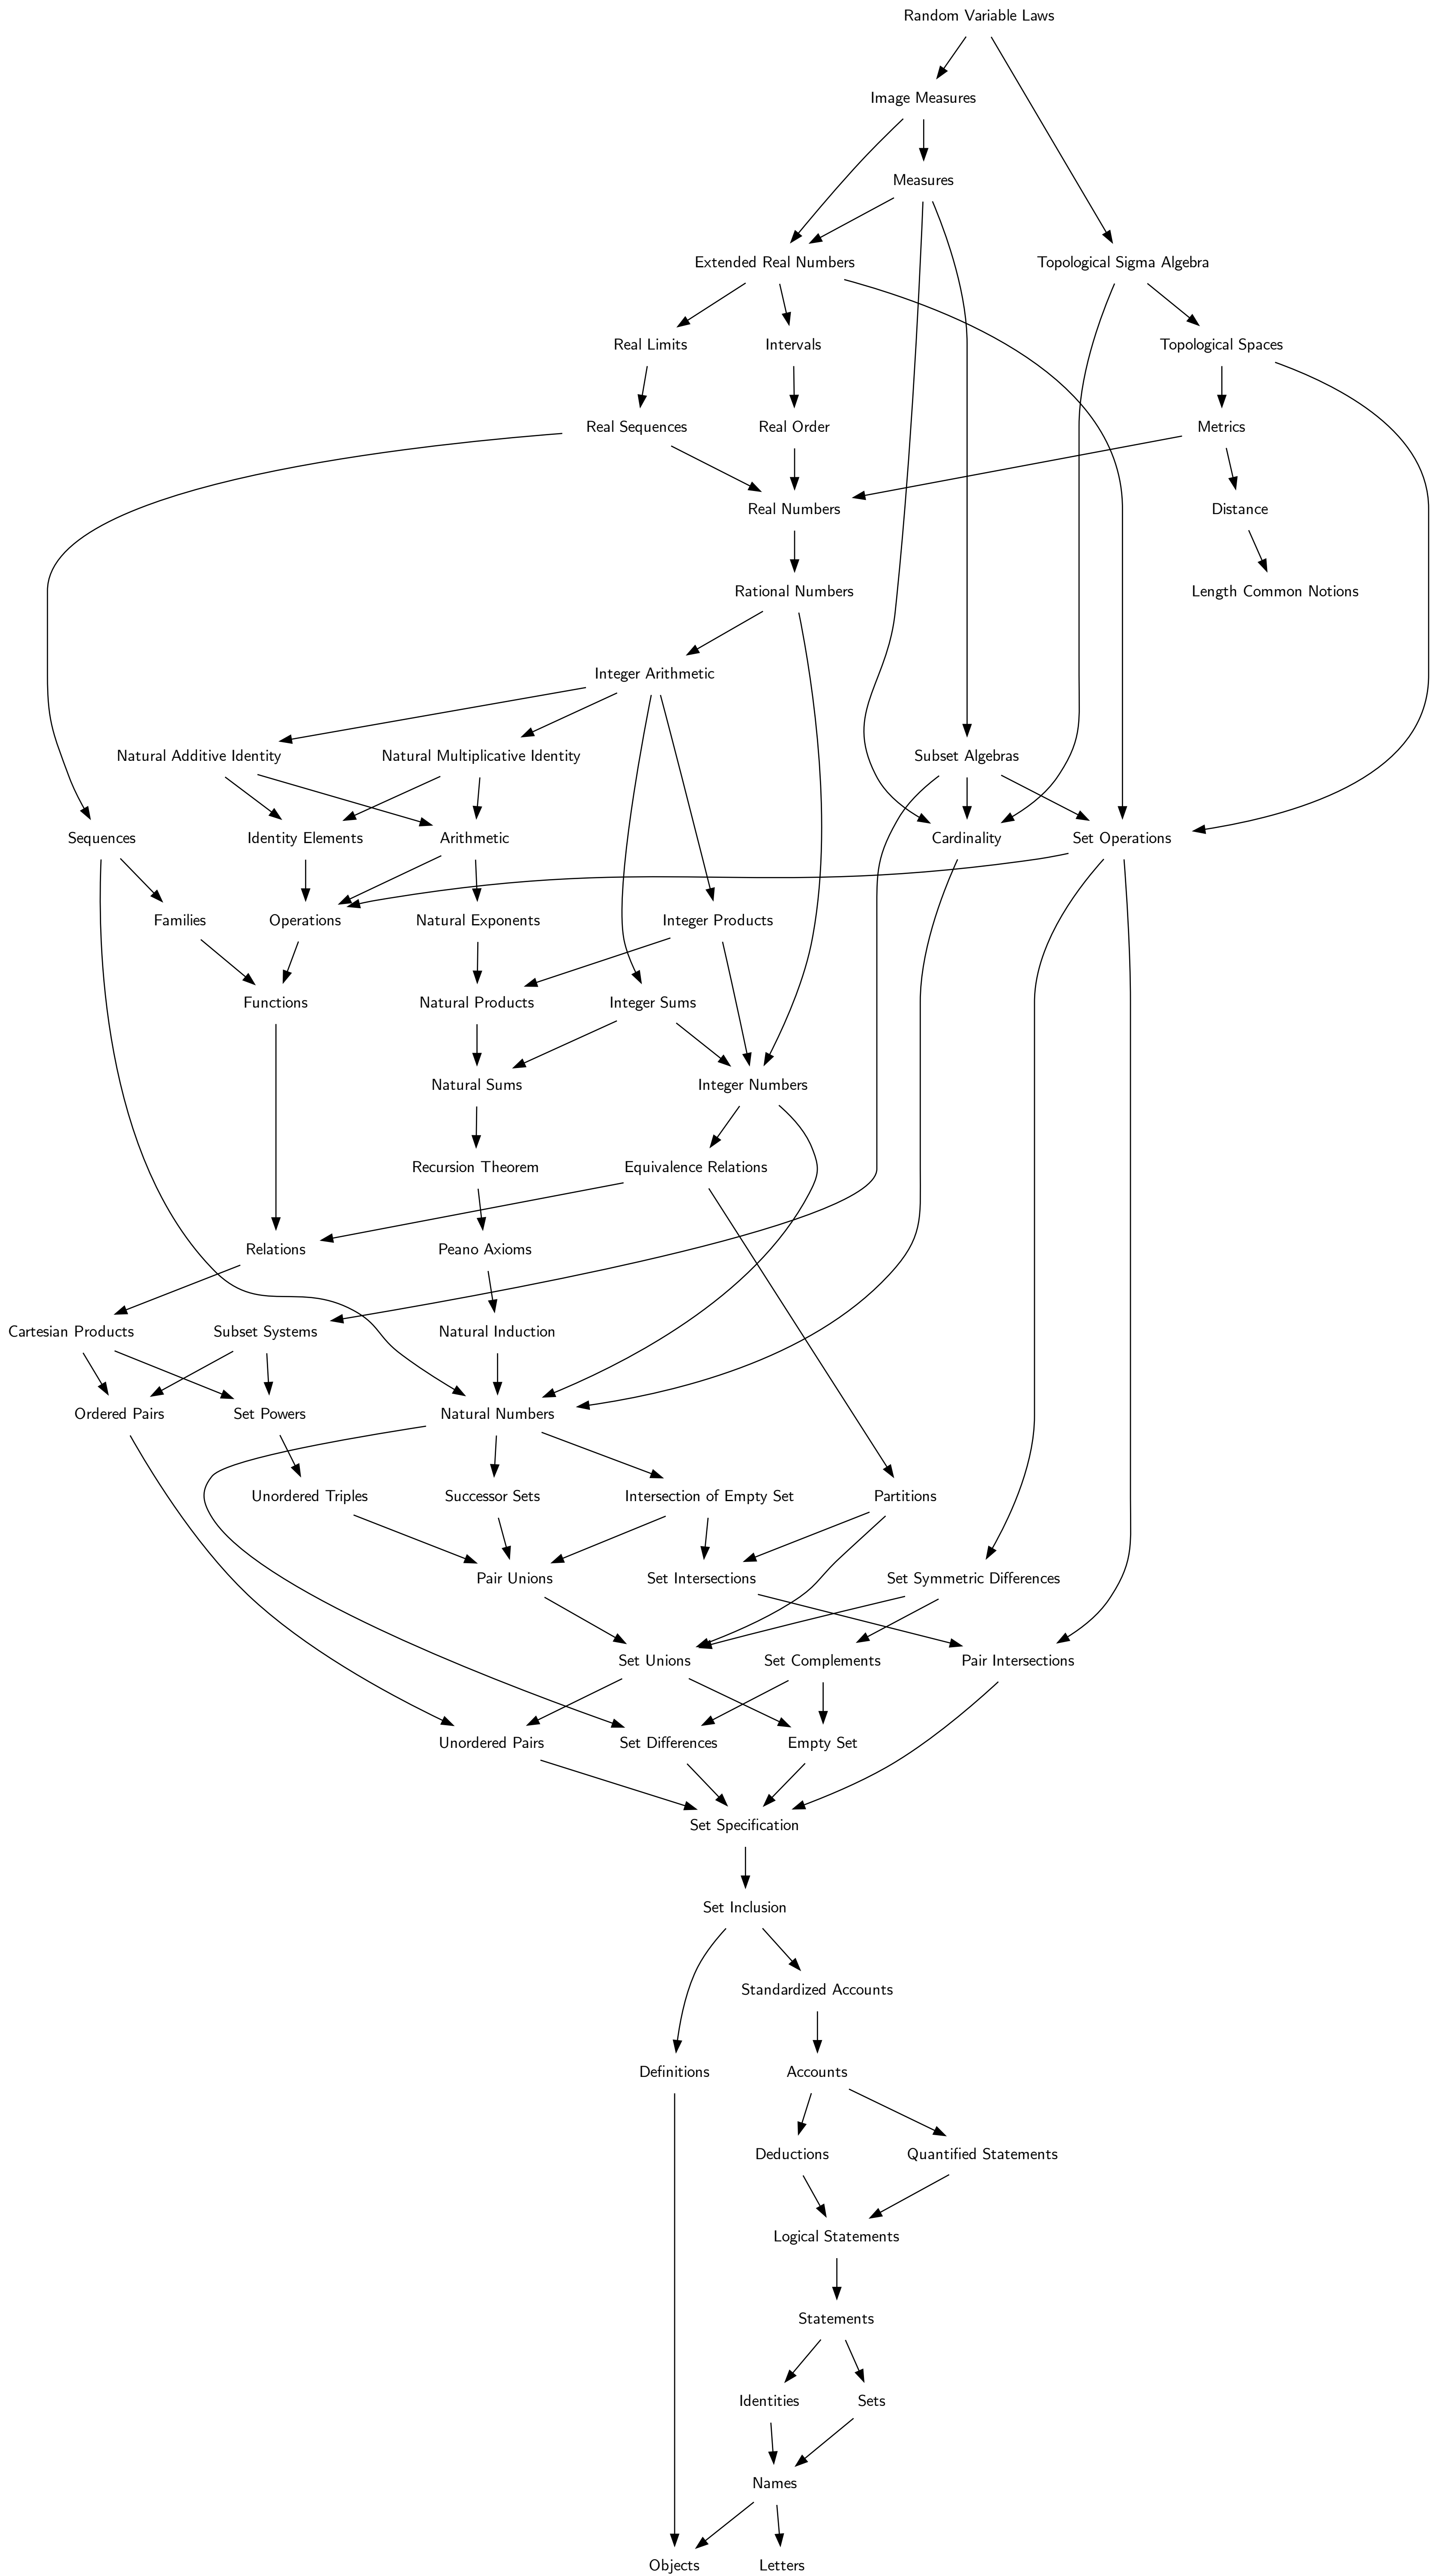 Random Variable Laws
Image Measures
Measures
Extended Real Numbers
Topological Sigma Algebra
Real Limits
Intervals
Topological Spaces
Real Sequences
Real Order
Metrics
Real Numbers
Distance
Rational Numbers
Length Common Notions
Integer Arithmetic
Natural Additive Identity
Natural Multiplicative Identity
Subset Algebras
Sequences
Identity Elements
Arithmetic
Cardinality
Set Operations
Families
Operations
Natural Exponents
Integer Products
Functions
Natural Products
Integer Sums
Natural Sums
Integer Numbers
Recursion Theorem
Equivalence Relations
Relations
Peano Axioms
Cartesian Products
Subset Systems
Natural Induction
Ordered Pairs
Set Powers
Natural Numbers
Unordered Triples
Successor Sets
Intersection of Empty Set
Partitions
Pair Unions
Set Intersections
Set Symmetric Differences
Set Unions
Set Complements
Pair Intersections
Unordered Pairs
Set Differences
Empty Set
Set Specification
Set Inclusion
Standardized Accounts
Definitions
Accounts
Deductions
Quantified Statements
Logical Statements
Statements
Identities
Sets
Names
Objects
Letters